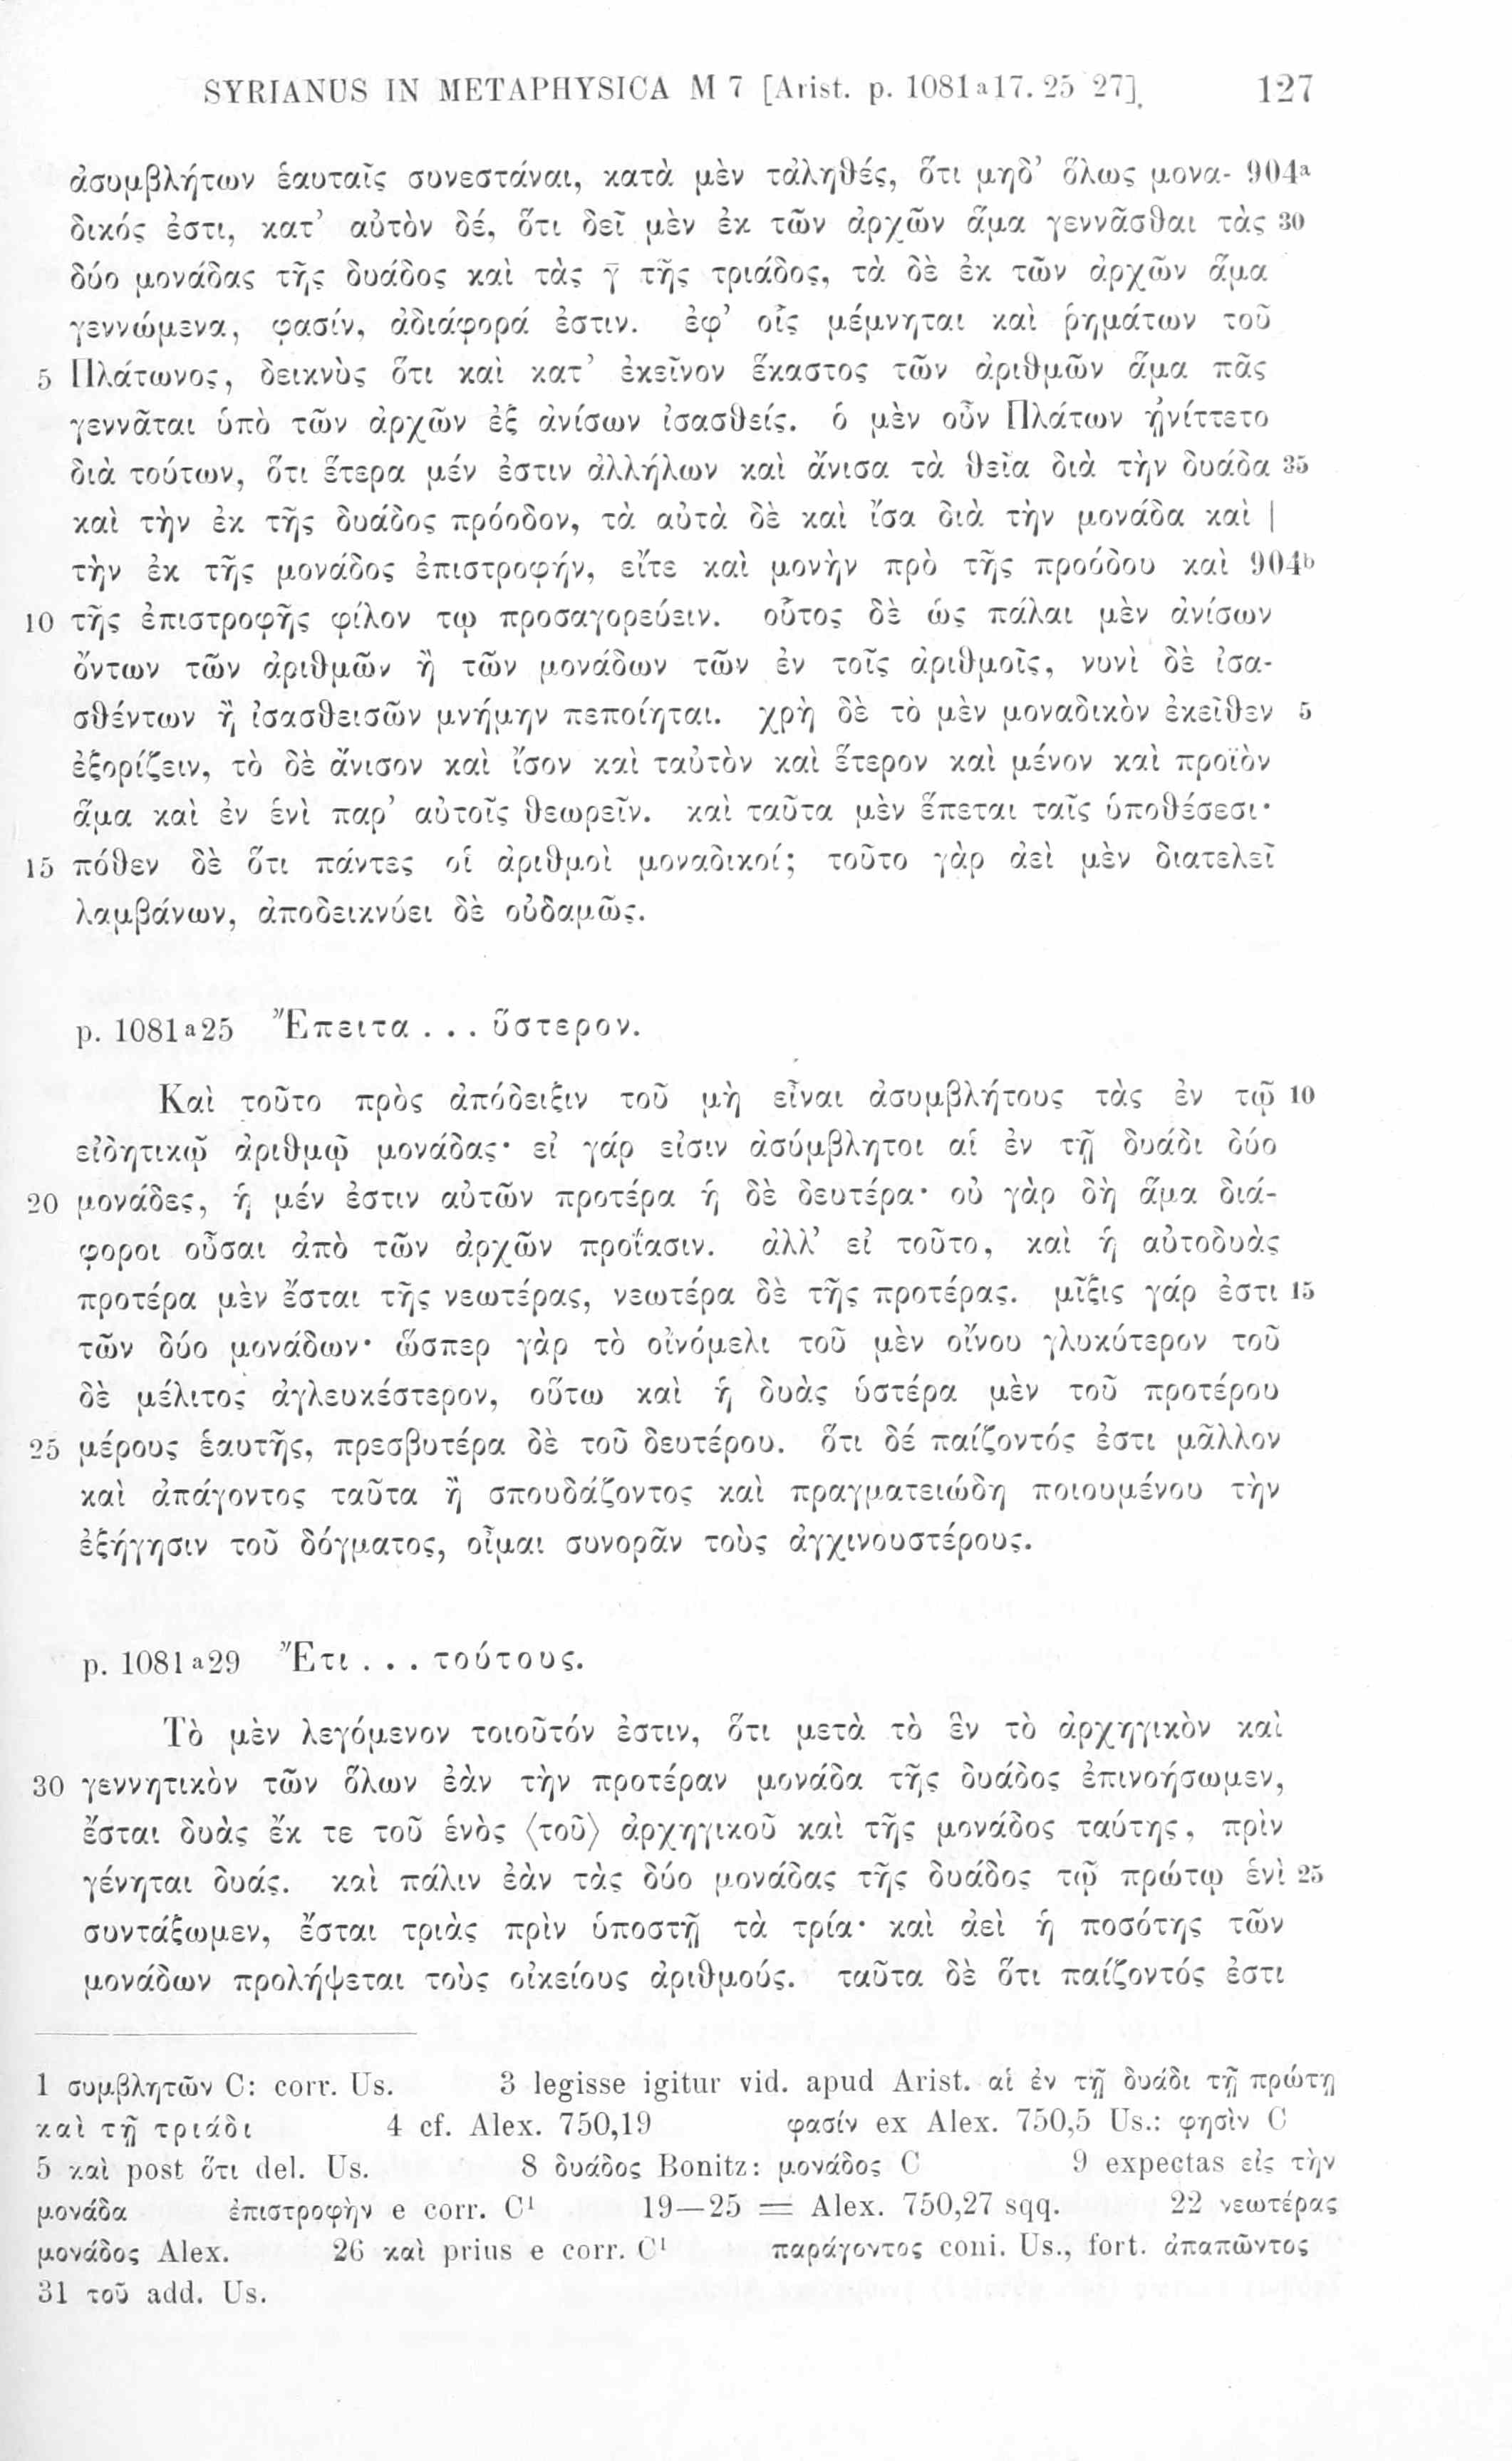 SYRIANUS IN METAPHYSICA M 7 [Arist. p. 1081a17. 25 27] 127
ἀσυμβλήτων ἑαυταῖς συνεστάναι, κατὰ μὲν τἀληθές, ὅτι μηδ’ ὅλως μονα- 904a
δικός ἐστι, κατ’ αὐτὸν δέ, ὅτι δεῖ μὲν ἐκ τῶν ἀρχῶν ἅμα γεννᾶσθαι τὰς 30
δύο μονάδας τῆς δυάδος καὶ τὰς γ̄ τῆς τριάδος, τὰ δὲ ἐκ τῶν ἀρχῶν ἅμα
γεννώμενα, φασίν, ἀδιάφορά ἐστιν. ἐφ’ οἷς μέμνηται καὶ ῥημάτων τοῦ
5 Πλάτωνος, δεικνὺς ὅτι καὶ κατ’ ἐκεῖνον ἕκαστος τῶν ἀριθμῶν ἅμα πᾶς
γεννᾶται ὑπὸ τῶν ἀρχῶν ἐξ ἀνίσων ἰσασθείς. ὁ μὲν οὖν Πλάτων ᾐνίττετο
διὰ τούτων, ὅτι ἕτερα μέν ἐστιν ἀλλήλων καὶ ἄνισα τὰ θεῖα διὰ τὴν δυάδα 35
καὶ τὴν ἐκ τῆς δυάδος πρόοδον, τὰ αὐτὰ δὲ καὶ ἴσα διὰ τὴν μονάδα καὶ |
τὴν ἐκ τῆς μονάδος ἐπιστροφήν, εἴτε καὶ μονὴν πρὸ τῆς προόδου καὶ 904b
10 τῆς ἐπιστροφῆς φίλον τῳ προσαγορεύειν. οὗτος δὲ ὡς πάλαι μὲν ἀνίσων
ὄντων τῶν ἀριθμῶν ἢ τῶν μονάδων τῶν ἐν τοῖς ἀριθμοῖς, νυνὶ δὲ ἰσα-
σθέντων ἢ ἰσασθεισῶν μνήμην πεποίηται. χρὴ δὲ τὸ μὲν μοναδικὸν ἐκεῖθεν 5
ἐξορίζειν, τὸ δὲ ἄνισον καὶ ἴσον καὶ ταὐτὸν καὶ ἕτερον καὶ μένον καὶ προϊὸν
ἅμα καὶ ἐν ἑνὶ παρ’ αὐτοῖς θεωρεῖν. καὶ ταῦτα μὲν ἕπεται ταῖς ὑποθέσεσι·
15 πόθεν δὲ ὅτι πάντες οἱ ἀριθμοὶ μοναδικοί; τοῦτο γὰρ ἀεὶ μὲν διατελεῖ
λαμβάνων, ἀποδεικνύει δὲ οὐδαμῶς.
p. 1081a25 Ἔπειτα . . . ὕστερον.
Καὶ τοῦτο πρὸς ἀπόδειξιν τοῦ μὴ εἶναι ἀσυμβλήτους τὰς ἐν τῷ 10
εἰδητικῷ ἀριθμῷ μονάδας· εἰ γάρ εἰσιν ἀσύμβλητοι αἱ ἐν τῇ δυάδι δύο
20 μονάδες, ἡ μέν ἐστιν αὐτῶν προτέρα ἡ δὲ δευτέρα· οὐ γὰρ δὴ ἅμα διά-
φοροι οὖσαι ἀπὸ τῶν ἀρχῶν προΐασιν. ἀλλ’ εἰ τοῦτο, καὶ ἡ αὐτοδυὰς
προτέρα μὲν ἔσται τῆς νεωτέρας, νεωτέρα δὲ τῆς προτέρας. μῖξις γάρ ἐστι 15
τῶν δύο μονάδων· ὥσπερ γὰρ τὸ οἰνόμελι τοῦ μὲν οἴνου γλυκύτερον τοῦ
δὲ μέλιτος ἀγλευκέστερον, οὕτω καὶ ἡ δυὰς ὑστέρα μὲν τοῦ προτέρου
25 μέρους ἑαυτῆς, πρεσβυτέρα δὲ τοῦ δευτέρου. ὅτι δέ παίζοντός ἐστι μᾶλλον
καὶ ἀπάγοντος ταῦτα ἢ σπουδάζοντος καὶ πραγματειώδη ποιουμένου τὴν
ἐξήγησιν τοῦ δόγματος, οἶμαι συνορᾶν τοὺς ἀγχινουστέρους.
p. 1081a29 Ἔτι . . . τούτους.
Τὸ μὲν λεγόμενον τοιοῦτόν ἐστιν, ὅτι μετὰ τὸ ἓν τὸ ἀρχηγικὸν καὶ
30 γεννητικὸν τῶν ὅλων ἐὰν τὴν προτέραν μονάδα τῆς δυάδος ἐπινοήσωμεν,
ἔσται δυὰς ἔκ τε τοῦ ἑνὸς ⟨τοῦ⟩ ἀρχηγικοῦ καὶ τῆς μονάδος ταύτης, πρὶν
γένηται δυάς. καὶ πάλιν ἐὰν τὰς δύο μονάδας τῆς δυάδος τῷ πρώτῳ ἑνὶ 25
συντάξωμεν, ἔσται τριὰς πρὶν ὑποστῇ τὰ τρία· καὶ ἀεὶ ἡ ποσότης τῶν
μονάδων προλήψεται τοὺς οἰκείους ἀριθμούς. ταῦτα δὲ ὅτι παίζοντός ἐστι
1 συμβλητῶν C: corr. Us. 3 legisse igitur vid. apud Arist. αἱ ἐν τῇ δυάδι τῇ πρώτῃ
καὶ τῇ τριάδι 4 cf. Alex. 750,19 φασίν ex Alex. 750,5 Us.: φησὶν C
5 καὶ post ὅτι del. Us. 8 δυάδος Bonitz: μονάδος C 9 expectas εἰς τὴν
μονάδα ἐπιστροφὴν e corr. C¹ 19—25 = Alex. 750,27 sqq. 22 νεωτέρας
μονάδος Alex. 26 καὶ prius e corr. C¹ παράγοντος coni. Us., fort. ἀπαπῶντος
31 τοῦ add. Us.